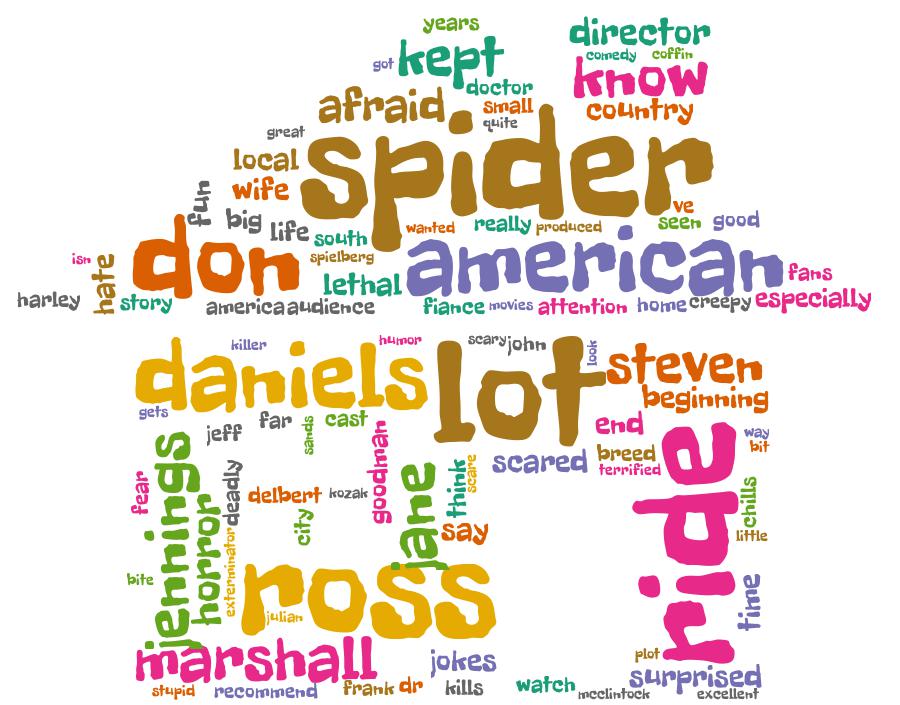 years
director
got
kept
comedy
coffin
know
doctor
afraid
small
country
quite
great
spider
local
fun
wife
big
life
south
wanted
really
produced
ve
seen
good
spielberg
don
american
isn
hate
lethal
fans
harley
story
america
audience
fiance
movies
attention
home
creepy
especially
killer
humor
scary
john
look
daniels
lot
steven
beginning
gets
jeff
far
sands
cast
goodman
end
way
bit
scared
breed
terrified
jennings
fear
horror
deadly
delbert
kozak
city
jane
think
scare
say
ride
chills
little
bite
exterminator
ross
julian
time
marshall
jokes
plot
surprised
stupid
recommend
frank
dr
kills
watch
mcclintock
excellent